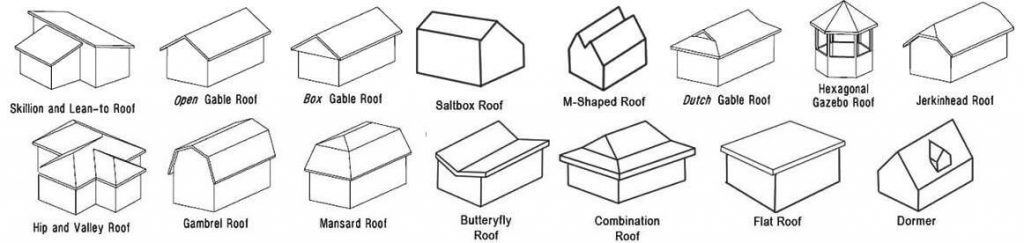 Skillion and Lean-to Roof
Open Gable Roof
Box Gable Roof
Saltbox Roof
M-Shaped Roof
Dutch Gable Roof
Hexagonal
Gazebo Roof
Jerkinhead Roof
Hip and Valley Roof
Gambrel Roof
Mansard Roof
Butteryfly
Roof
Combination
Roof
Flat Roof
Dormer